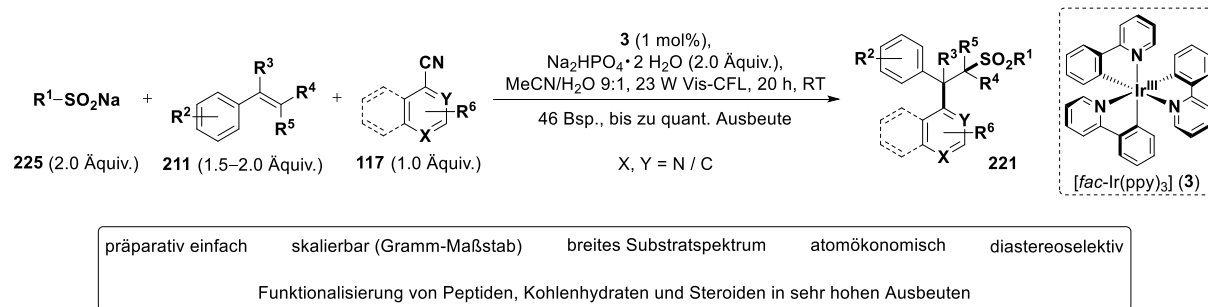 R¹–SO₂Na + R² R³ R⁴ R⁵ + CN Y R⁶ X
3 (1 mol%),
Na₂HPO₄·2 H₂O (2.0 Äquiv.),
MeCN/H₂O 9:1, 23 W Vis-CFL, 20 h, RT
46 Bsp., bis zu quant. Ausbeute
X, Y = N / C
R² R³ R⁵ SO₂R¹ R⁴ Y R⁶ X
221
225 (2.0 Äquiv.) 211 (1.5–2.0 Äquiv.) 117 (1.0 Äquiv.)
N Irᴵᴵᴵ N N
[fac-Ir(ppy)₃] (3)
präparativ einfach skalierbar (Gramm-Maßstab) breites Substratspektrum atomökonomisch diastereoselektiv
Funktionalisierung von Peptiden, Kohlenhydraten und Steroiden in sehr hohen Ausbeuten